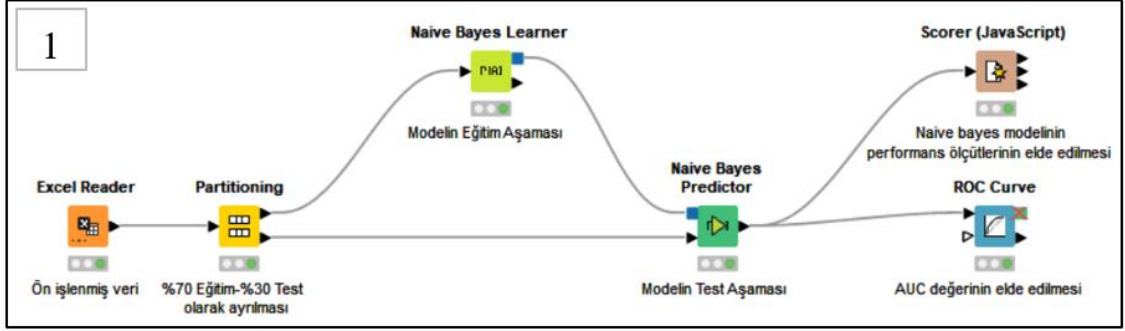 1
Naive Bayes Learner
Modelin Eğitim Aşaması
Scorer (JavaScript)
Naive bayes modelinin
performans ölçütlerinin elde edilmesi
Excel Reader
Ön işlenmiş veri
Partitioning
%70 Eğitim-%30 Test
olarak ayrılması
Naive Bayes
Predictor
Modelin Test Aşaması
ROC Curve
AUC değerinin elde edilmesi